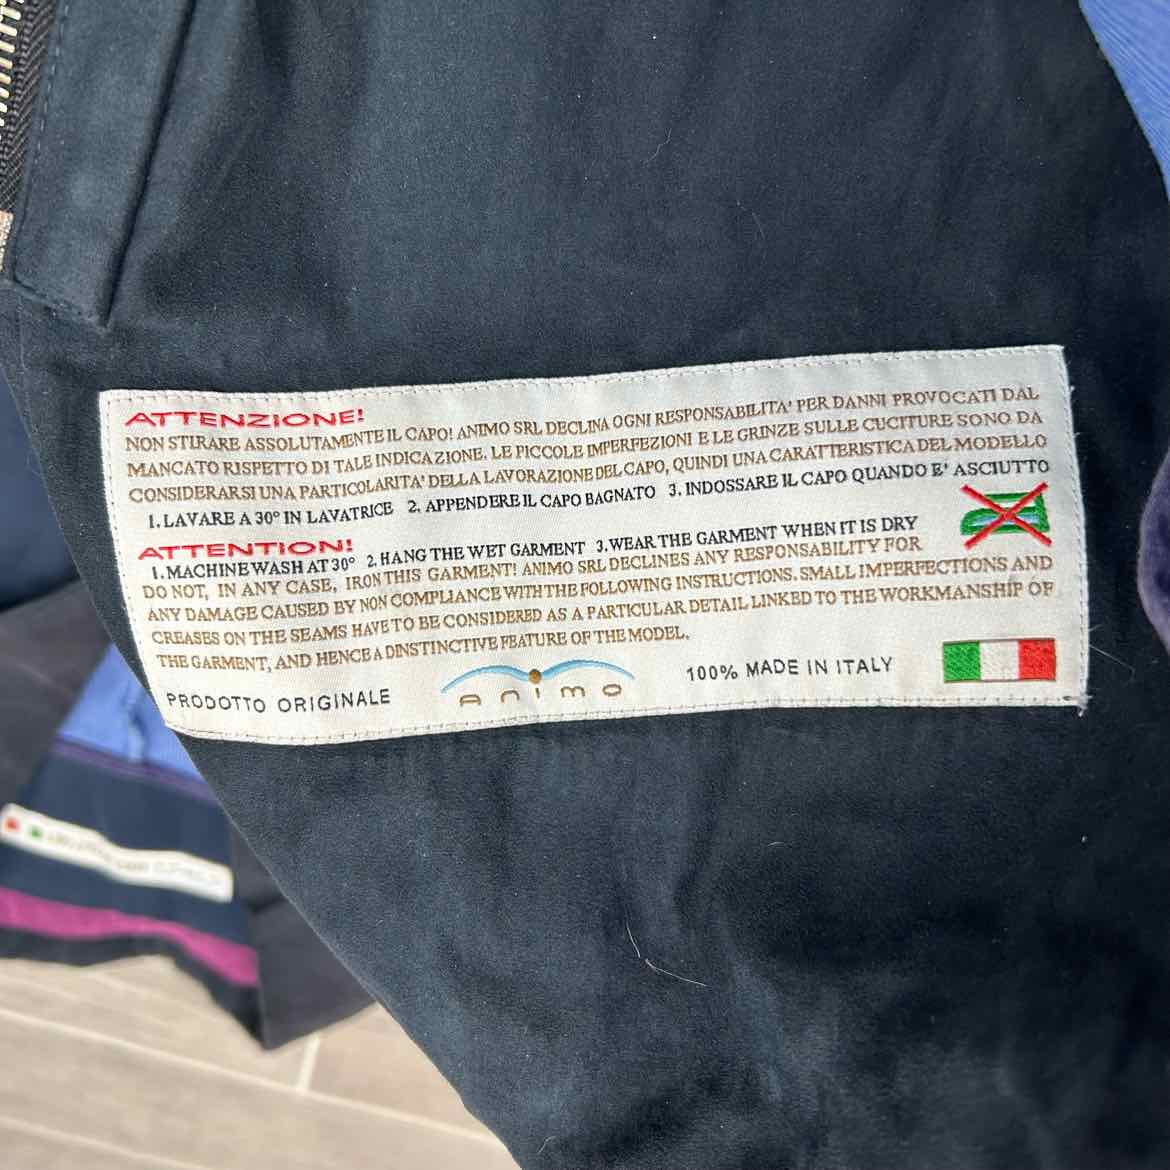 ATTENZIONE!
NON STIRARE ASSOLUTAMENTE IL CAPO! ANIMO SRL DECLINA OGNI RESPONSABILITA' PER DANNI PROVOCATI DAL
MANCATO RISPETTO DI TALE INDICAZIONE. LE PICCOLE IMPERFEZIONI E LE GRINZE SULLE CUCITURE SONO DA
CONSIDERARSI UNA PARTICOLARITA' DELLA LAVORAZIONE DEL CAPO, QUINDI UNA CARATTERISTICA DEL MODELLO
1. LAVARE A 30° IN LAVATRICE 2. APPENDERE IL CAPO BAGNATO 3. INDOSSARE IL CAPO QUANDO E' ASCIUTTO
ATTENTION!
1. MACHINE WASH AT 30° 2. HANG THE WET GARMENT 3. WEAR THE GARMENT WHEN IT IS DRY
DO NOT, IN ANY CASE, IRON THIS GARMENT! ANIMO SRL DECLINES ANY RESPONSABILITY FOR
ANY DAMAGE CAUSED BY NON COMPLIANCE WITH THE FOLLOWING INSTRUCTIONS. SMALL IMPERFECTIONS AND
CREASES ON THE SEAMS HAVE TO BE CONSIDERED AS A PARTICULAR DETAIL LINKED TO THE WORKMANSHIP OF
THE GARMENT, AND HENCE A DINSTINCTIVE FEATURE OF THE MODEL.
PRODOTTO ORIGINALE animo 100% MADE IN ITALY